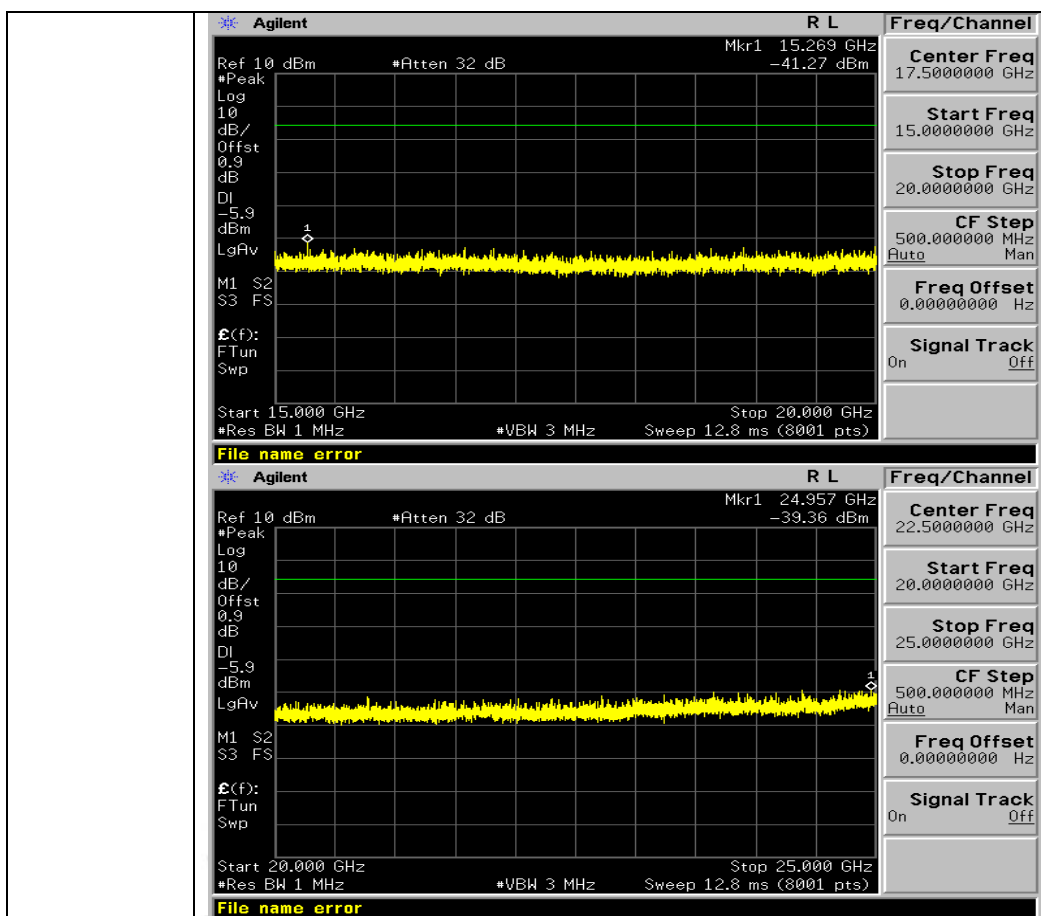 Agilent R L Freq/Channel
Mkr1 15.269 GHz
Ref 10 dBm #Atten 32 dB -41.27 dBm
#Peak
Log
10
dB/
Offst
0.9
dB
DI
-5.9
dBm
LgAv
1
M1 S2
S3 FS
£(f):
FTun
Swp
Start 15.000 GHz Stop 20.000 GHz
#Res BW 1 MHz #VBW 3 MHz Sweep 12.8 ms (8001 pts)
Center Freq
17.5000000 GHz
Start Freq
15.0000000 GHz
Stop Freq
20.0000000 GHz
CF Step
500.000000 MHz
Auto Man
Freq Offset
0.00000000 Hz
Signal Track
On Off
File name error
Agilent R L Freq/Channel
Mkr1 24.957 GHz
Ref 10 dBm #Atten 32 dB -39.36 dBm
#Peak
Log
10
dB/
Offst
0.9
dB
DI
-5.9
dBm
LgAv
1
M1 S2
S3 FS
£(f):
FTun
Swp
Start 20.000 GHz Stop 25.000 GHz
#Res BW 1 MHz #VBW 3 MHz Sweep 12.8 ms (8001 pts)
Center Freq
22.5000000 GHz
Start Freq
20.0000000 GHz
Stop Freq
25.0000000 GHz
CF Step
500.000000 MHz
Auto Man
Freq Offset
0.00000000 Hz
Signal Track
On Off
File name error